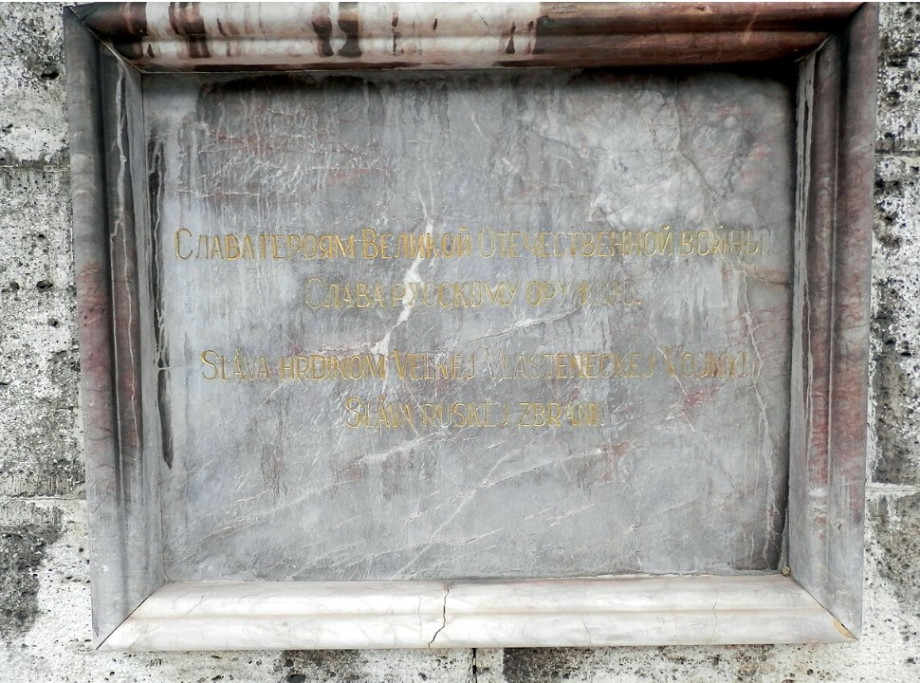 Слава героям Великой Отечественной войны
Слава русскому оружию.
Sláva hrdinom Veľkej Vlasteneckej Vojny!
Sláva ruskej zbrani.